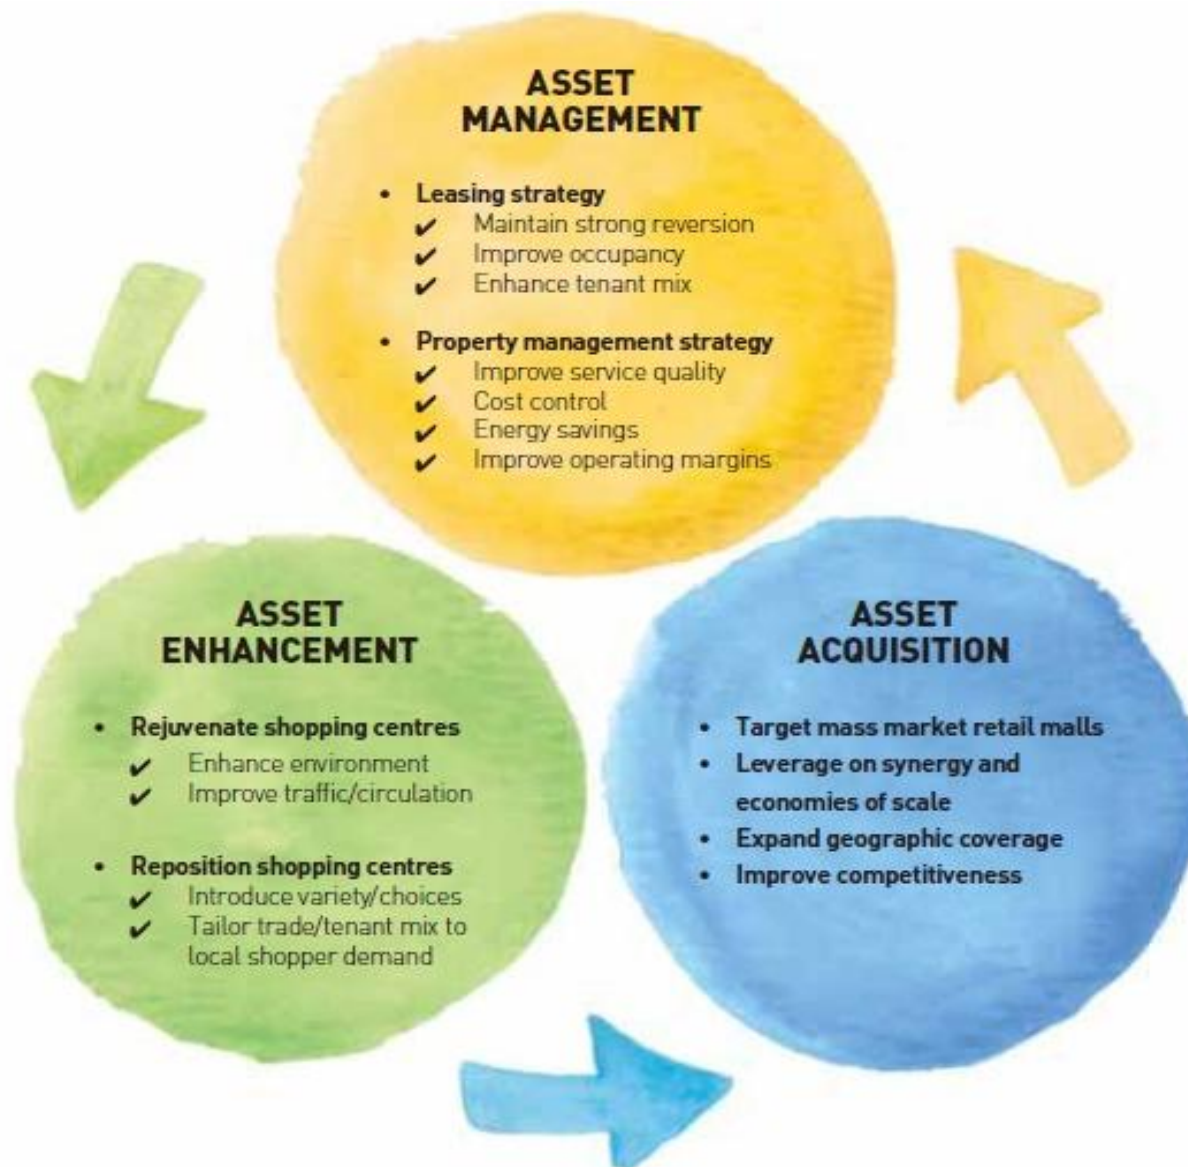 ASSET
MANAGEMENT
• Leasing strategy
✔ Maintain strong reversion
✔ Improve occupancy
✔ Enhance tenant mix
• Property management strategy
✔ Improve service quality
✔ Cost control
✔ Energy savings
✔ Improve operating margins
ASSET
ENHANCEMENT
• Rejuvenate shopping centres
✔ Enhance environment
✔ Improve traffic/circulation
• Reposition shopping centres
✔ Introduce variety/choices
✔ Tailor trade/tenant mix to
local shopper demand
ASSET
ACQUISITION
• Target mass market retail malls
• Leverage on synergy and
economies of scale
• Expand geographic coverage
• Improve competitiveness